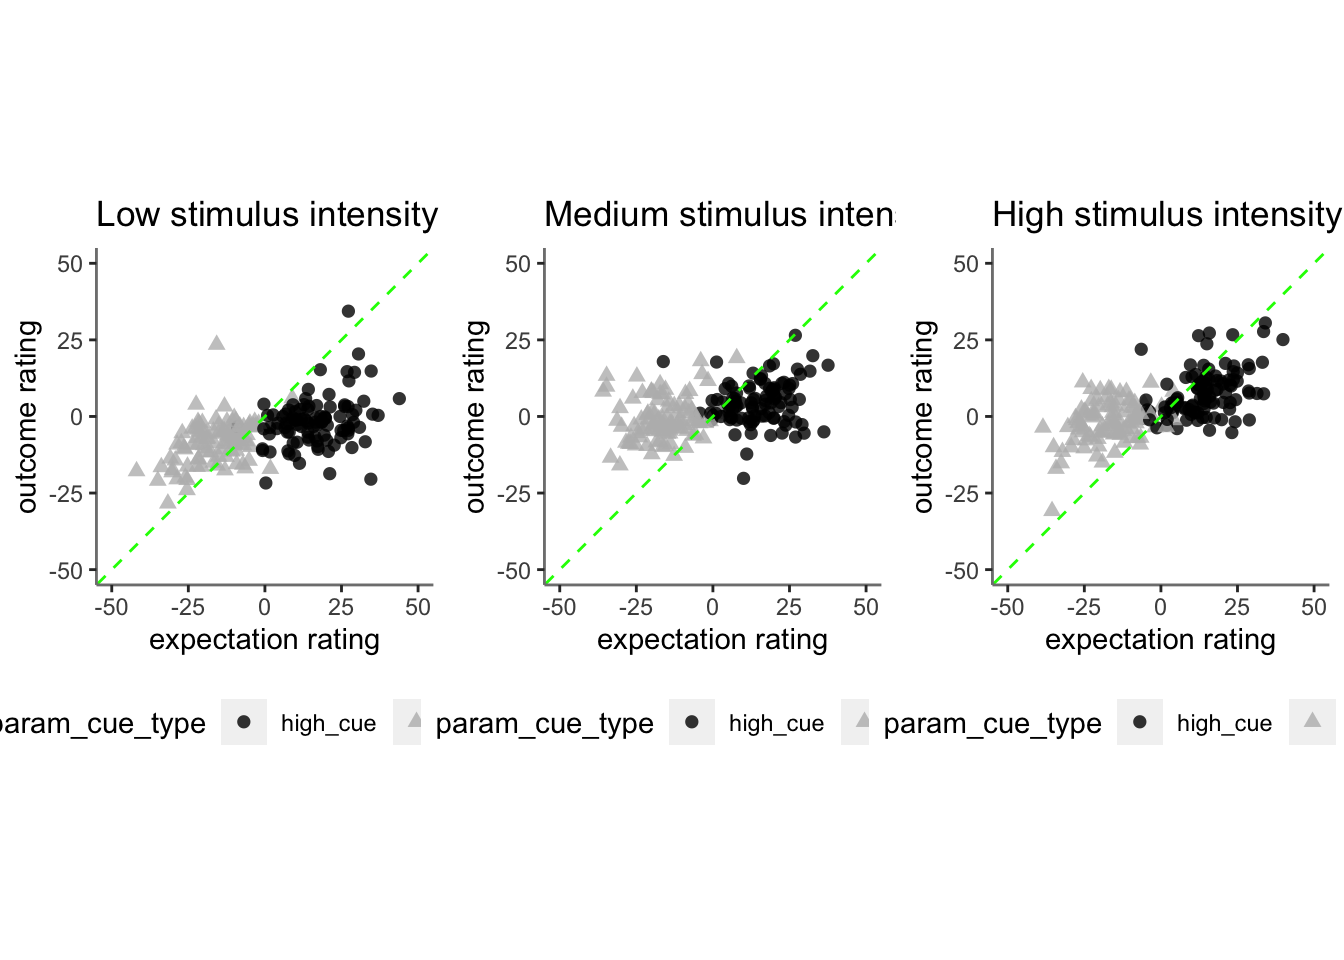 Low stimulus intensity
50
25
0
-25
-50
outcome rating
-50 -25 0 25 50
expectation rating
Medium stimulus inten
50
25
0
-25
-50
outcome rating
-50 -25 0 25 50
expectation rating
High stimulus intensity
50
25
0
-25
-50
outcome rating
-50 -25 0 25 50
expectation rating
param_cue_type high_cue
param_cue_type high_cue
param_cue_type high_cue